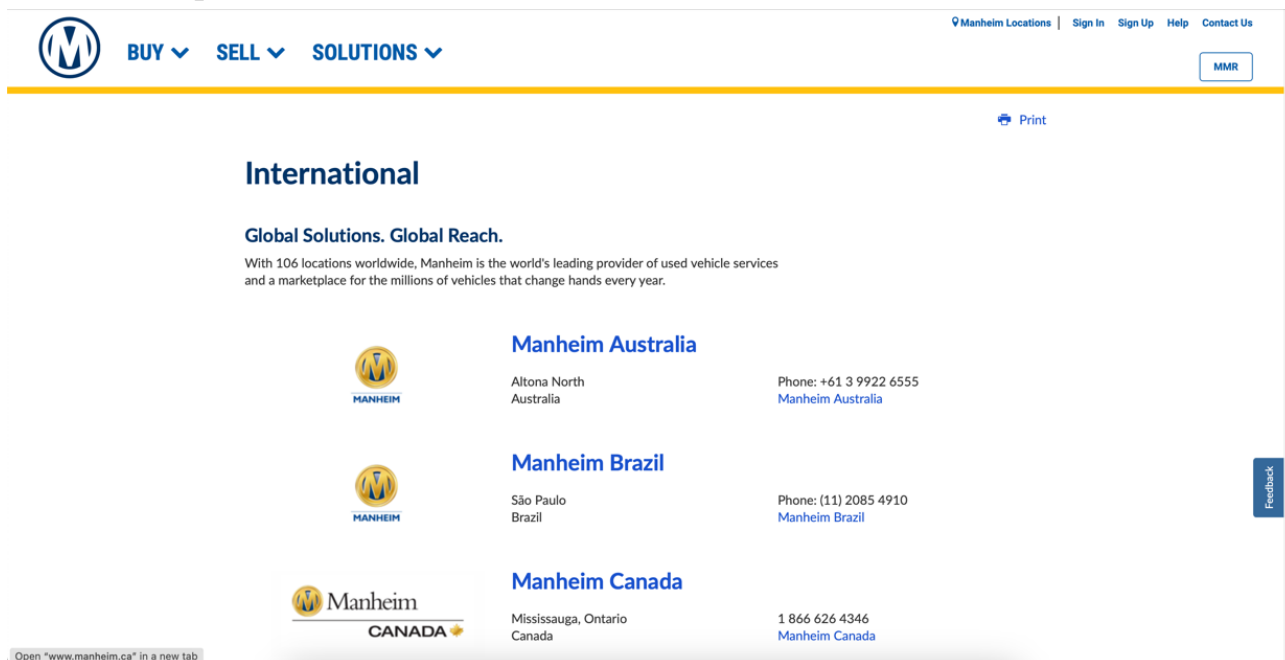 Manheim Locations | Sign In Sign Up Help Contact Us
BUY SELL SOLUTIONS
MMR
Print
International
Global Solutions. Global Reach.
With 106 locations worldwide, Manheim is the world's leading provider of used vehicle services
and a marketplace for the millions of vehicles that change hands every year.
Manheim Australia
MANHEIM
Altona North
Australia
Phone: +61 3 9922 6555
Manheim Australia
Manheim Brazil
MANHEIM
São Paulo
Brazil
Phone: (11) 2085 4910
Manheim Brazil
Feedback
Manheim Canada
Manheim
CANADA
Mississauga, Ontario
Canada
1 866 626 4346
Manheim Canada
Open "www.manheim.ca" in a new tab